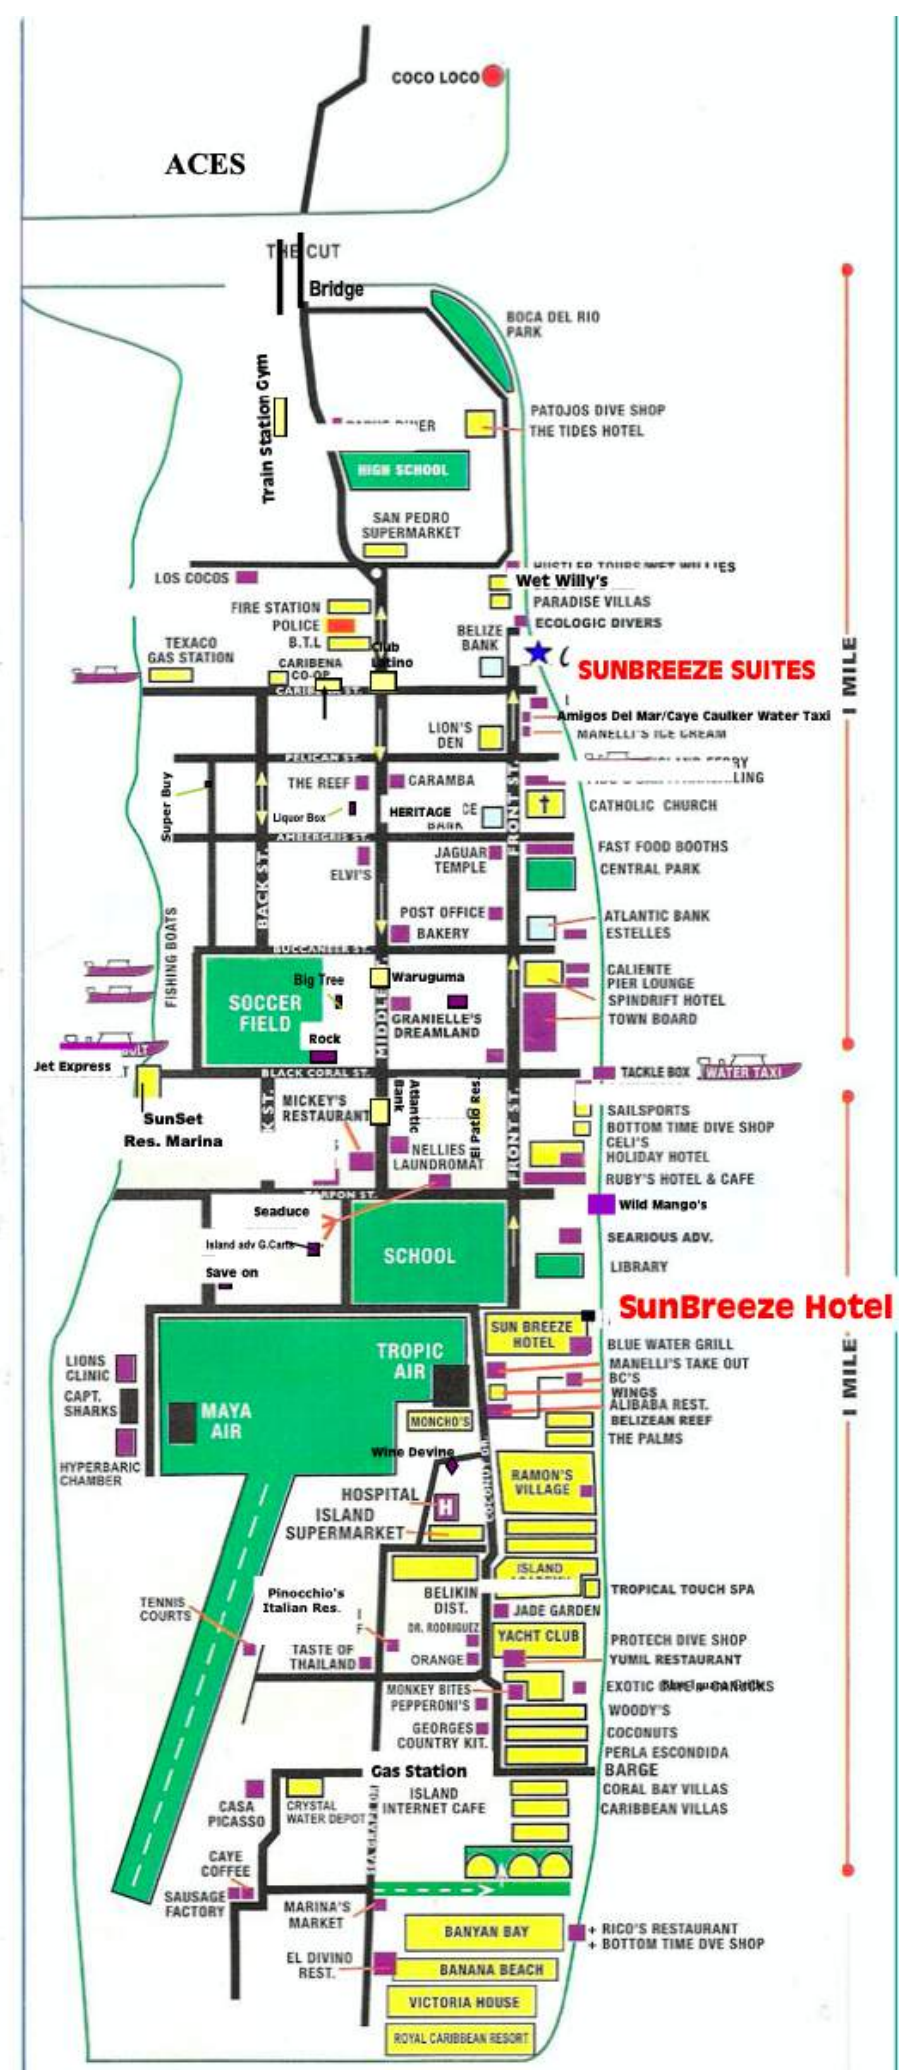 COCO LOCO
ACES
THE CUT
Bridge
BOCA DEL RIO
PARK
Train Station Gym
PATOJOS DIVE SHOP
THE TIDES HOTEL
HIGH SCHOOL
SAN PEDRO
SUPERMARKET
LOS COCOS
Wet Willy's
FIRE STATION
PARADISE VILLAS
POLICE
ECOLOGIC DIVERS
B.T.L
BELIZE
BANK
TEXACO
GAS STATION
Club
Latino
CARIBENA
CO-OP
SUNBREEZE SUITES
1 MILE
Amigos Del Mar/Caye Caulker Water Taxi
LION'S
DEN
MANELLI'S ICE CREAM
PELICAN ST.
Super Buy
THE REEF
CARAMBA
FRONT ST.
Liquor Box
HERITAGE
BANK
CATHOLIC CHURCH
AMBERGRIS ST.
BACK ST.
ELVI'S
JAGUAR
TEMPLE
FAST FOOD BOOTHS
CENTRAL PARK
POST OFFICE
BAKERY
ATLANTIC BANK
ESTELLES
BUCCANEER ST.
FISHING BOATS
SOCCER
FIELD
Big Tree
Waruguma
CALIENTE
PIER LOUNGE
SPINDRIFT HOTEL
TOWN BOARD
GRANIELLE'S
DREAMLAND
MIDDLE
Rock
Jet Express
BLACK CORAL ST.
TACKLE BOX
WATER TAXI
SunSet
Res. Marina
MICKEY'S
RESTAURANT
Atlantic
Bank
El Patio Res.
FRONT ST.
SAILSPORTS
BOTTOM TIME DIVE SHOP
CELI'S
HOLIDAY HOTEL
NELLIES
LAUNDROMAT
RUBY'S HOTEL & CAFE
TARPON ST.
Wild Mango's
Seaduce
Island adv G.Carts
Save on
SCHOOL
SEARIOUS ADV.
LIBRARY
SunBreeze Hotel
SUN BREEZE
HOTEL
BLUE WATER GRILL
TROPIC
AIR
MANELLI'S TAKE OUT
BC'S
WINGS
ALIBABA REST.
BELIZEAN REEF
THE PALMS
1 MILE
LIONS
CLINIC
CAPT.
SHARKS
MAYA
AIR
MONCHO'S
HYPERBARIC
CHAMBER
Wine Devine
RAMON'S
VILLAGE
HOSPITAL
H
ISLAND
SUPERMARKET
ISLAND
TROPICAL TOUCH SPA
BELIKIN
DIST.
Pinocchio's
Italian Res.
TENNIS
COURTS
JADE GARDEN
DR. RODRIGUEZ
YACHT CLUB
PROTECH DIVE SHOP
YUMIL RESTAURANT
TASTE OF
THAILAND
ORANGE
MONKEY BITES
PEPPERONI'S
GEORGES
COUNTRY KIT.
WOODY'S
COCONUTS
PERLA ESCONDIDA
BARGE
Gas Station
CORAL BAY VILLAS
CARIBBEAN VILLAS
ISLAND
INTERNET CAFE
CASA
PICASSO
CRYSTAL
WATER DEPOT
CAYE
COFFEE
SAUSAGE
FACTORY
MARINA'S
MARKET
BANYAN BAY
+ RICO'S RESTAURANT
+ BOTTOM TIME DVE SHOP
EL DIVINO
REST.
BANANA BEACH
VICTORIA HOUSE
ROYAL CARIBBEAN RESORT